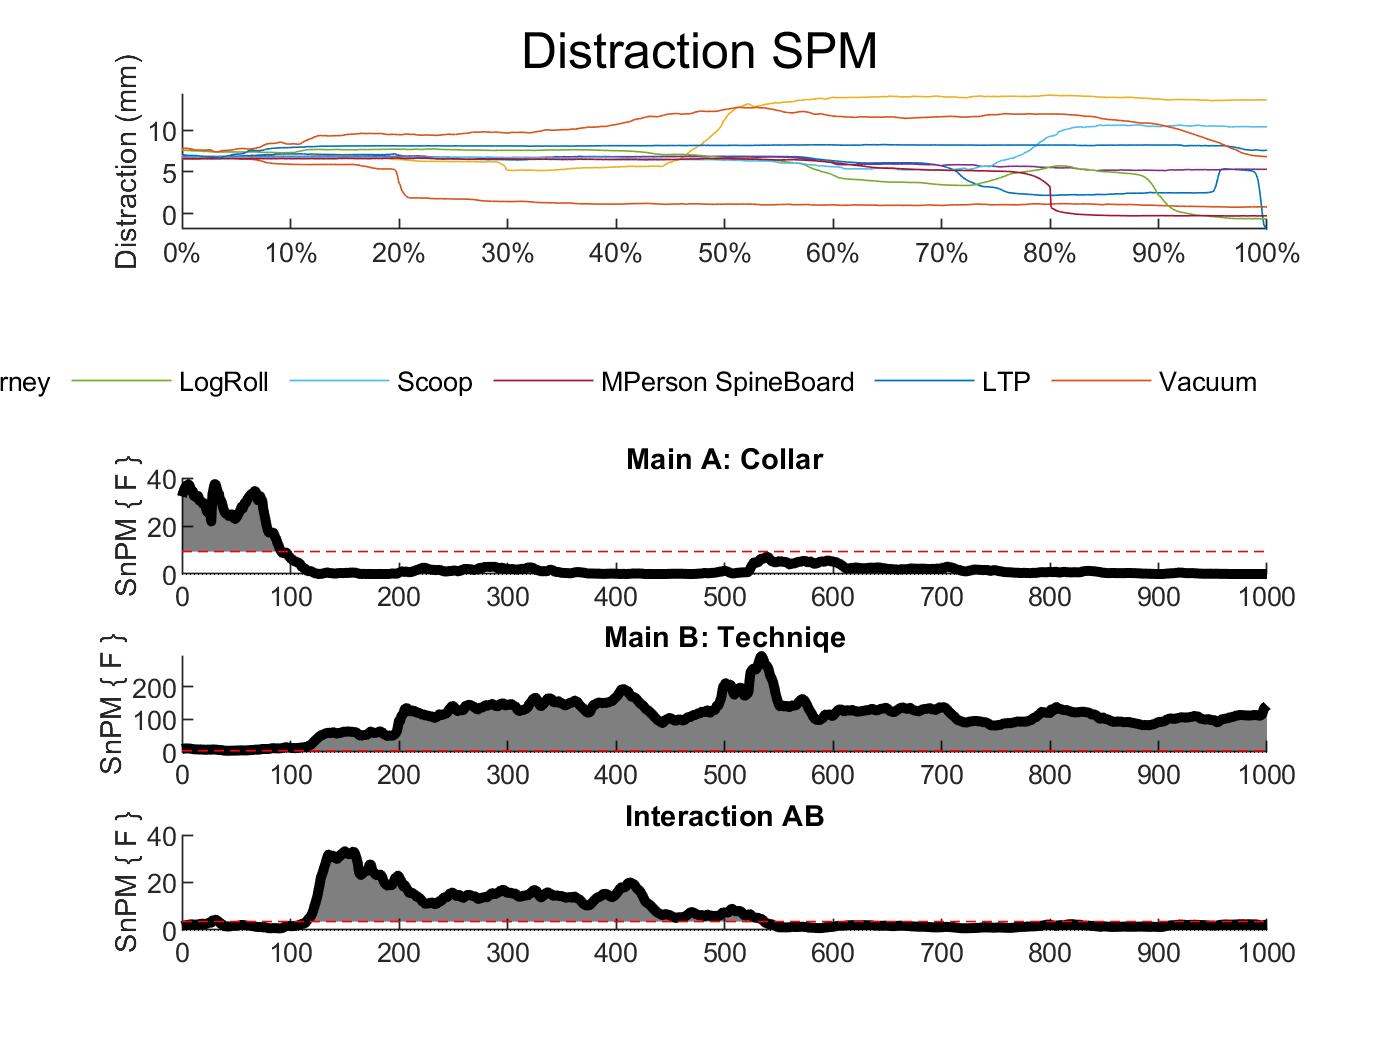 Distraction SPM
Distraction (mm)
10
5
0
0% 10% 20% 30% 40% 50% 60% 70% 80% 90% 100%
rney LogRoll Scoop MPerson SpineBoard LTP Vacuum
Main A: Collar
SnPM { F }
40
20
0
0 100 200 300 400 500 600 700 800 900 1000
Main B: Techniqe
SnPM { F }
200
100
0
0 100 200 300 400 500 600 700 800 900 1000
Interaction AB
SnPM { F }
40
20
0
0 100 200 300 400 500 600 700 800 900 1000